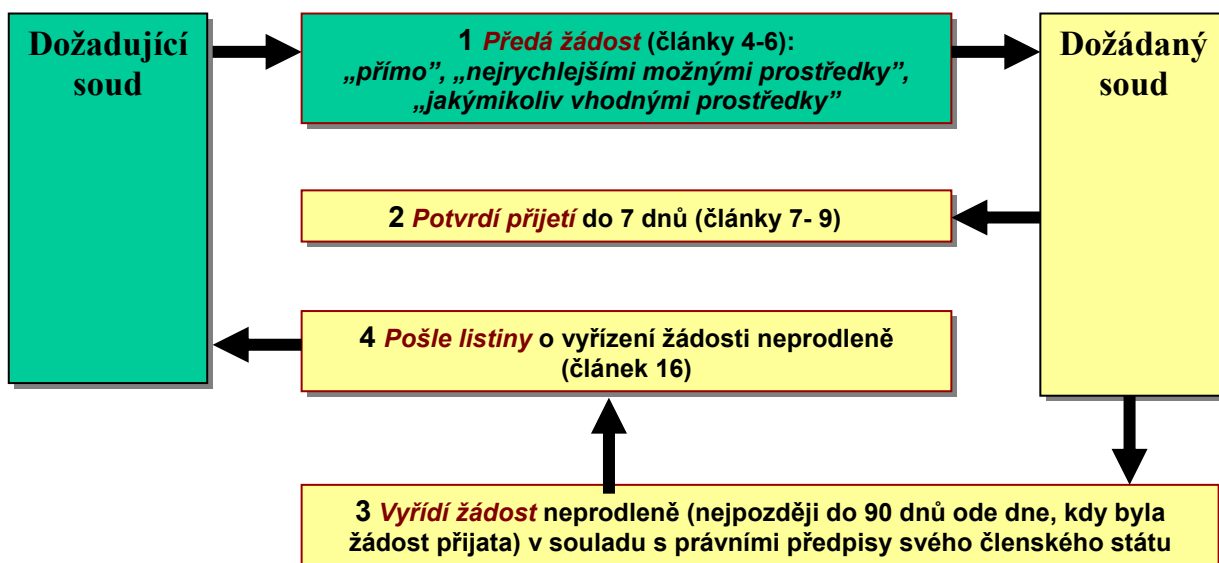 Dožadující
soud
1 Předá žádost (články 4-6):
„přímo”, „nejrychlejšími možnými prostředky”,
„jakýmikoliv vhodnými prostředky”
Dožádaný
soud
2 Potvrdí přijetí do 7 dnů (články 7- 9)
4 Pošle listiny o vyřízení žádosti neprodleně
(článek 16)
3 Vyřídí žádost neprodleně (nejpozději do 90 dnů ode dne, kdy byla
žádost přijata) v souladu s právními předpisy svého členského státu